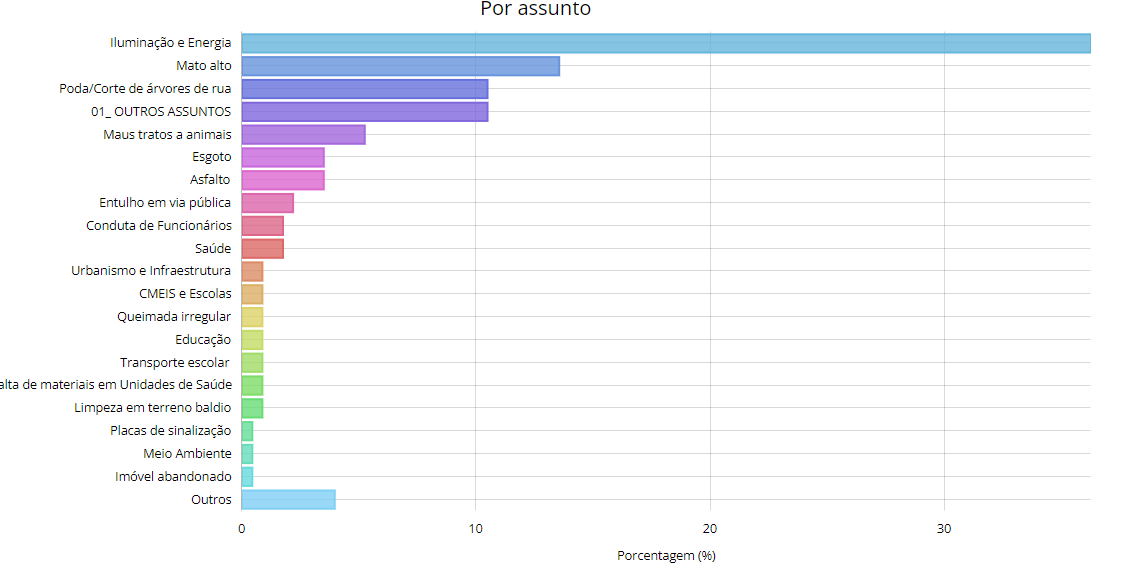 Por assunto
Iluminação e Energia
Mato alto
Poda/Corte de árvores de rua
01_ OUTROS ASSUNTOS
Maus tratos a animais
Esgoto
Asfalto
Entulho em via pública
Conduta de Funcionários
Saúde
Urbanismo e Infraestrutura
CMEIS e Escolas
Queimada irregular
Educação
Transporte escolar
alta de materiais em Unidades de Saúde
Limpeza em terreno baldio
Placas de sinalização
Meio Ambiente
Imóvel abandonado
Outros
0 10 20 30
Porcentagem (%)